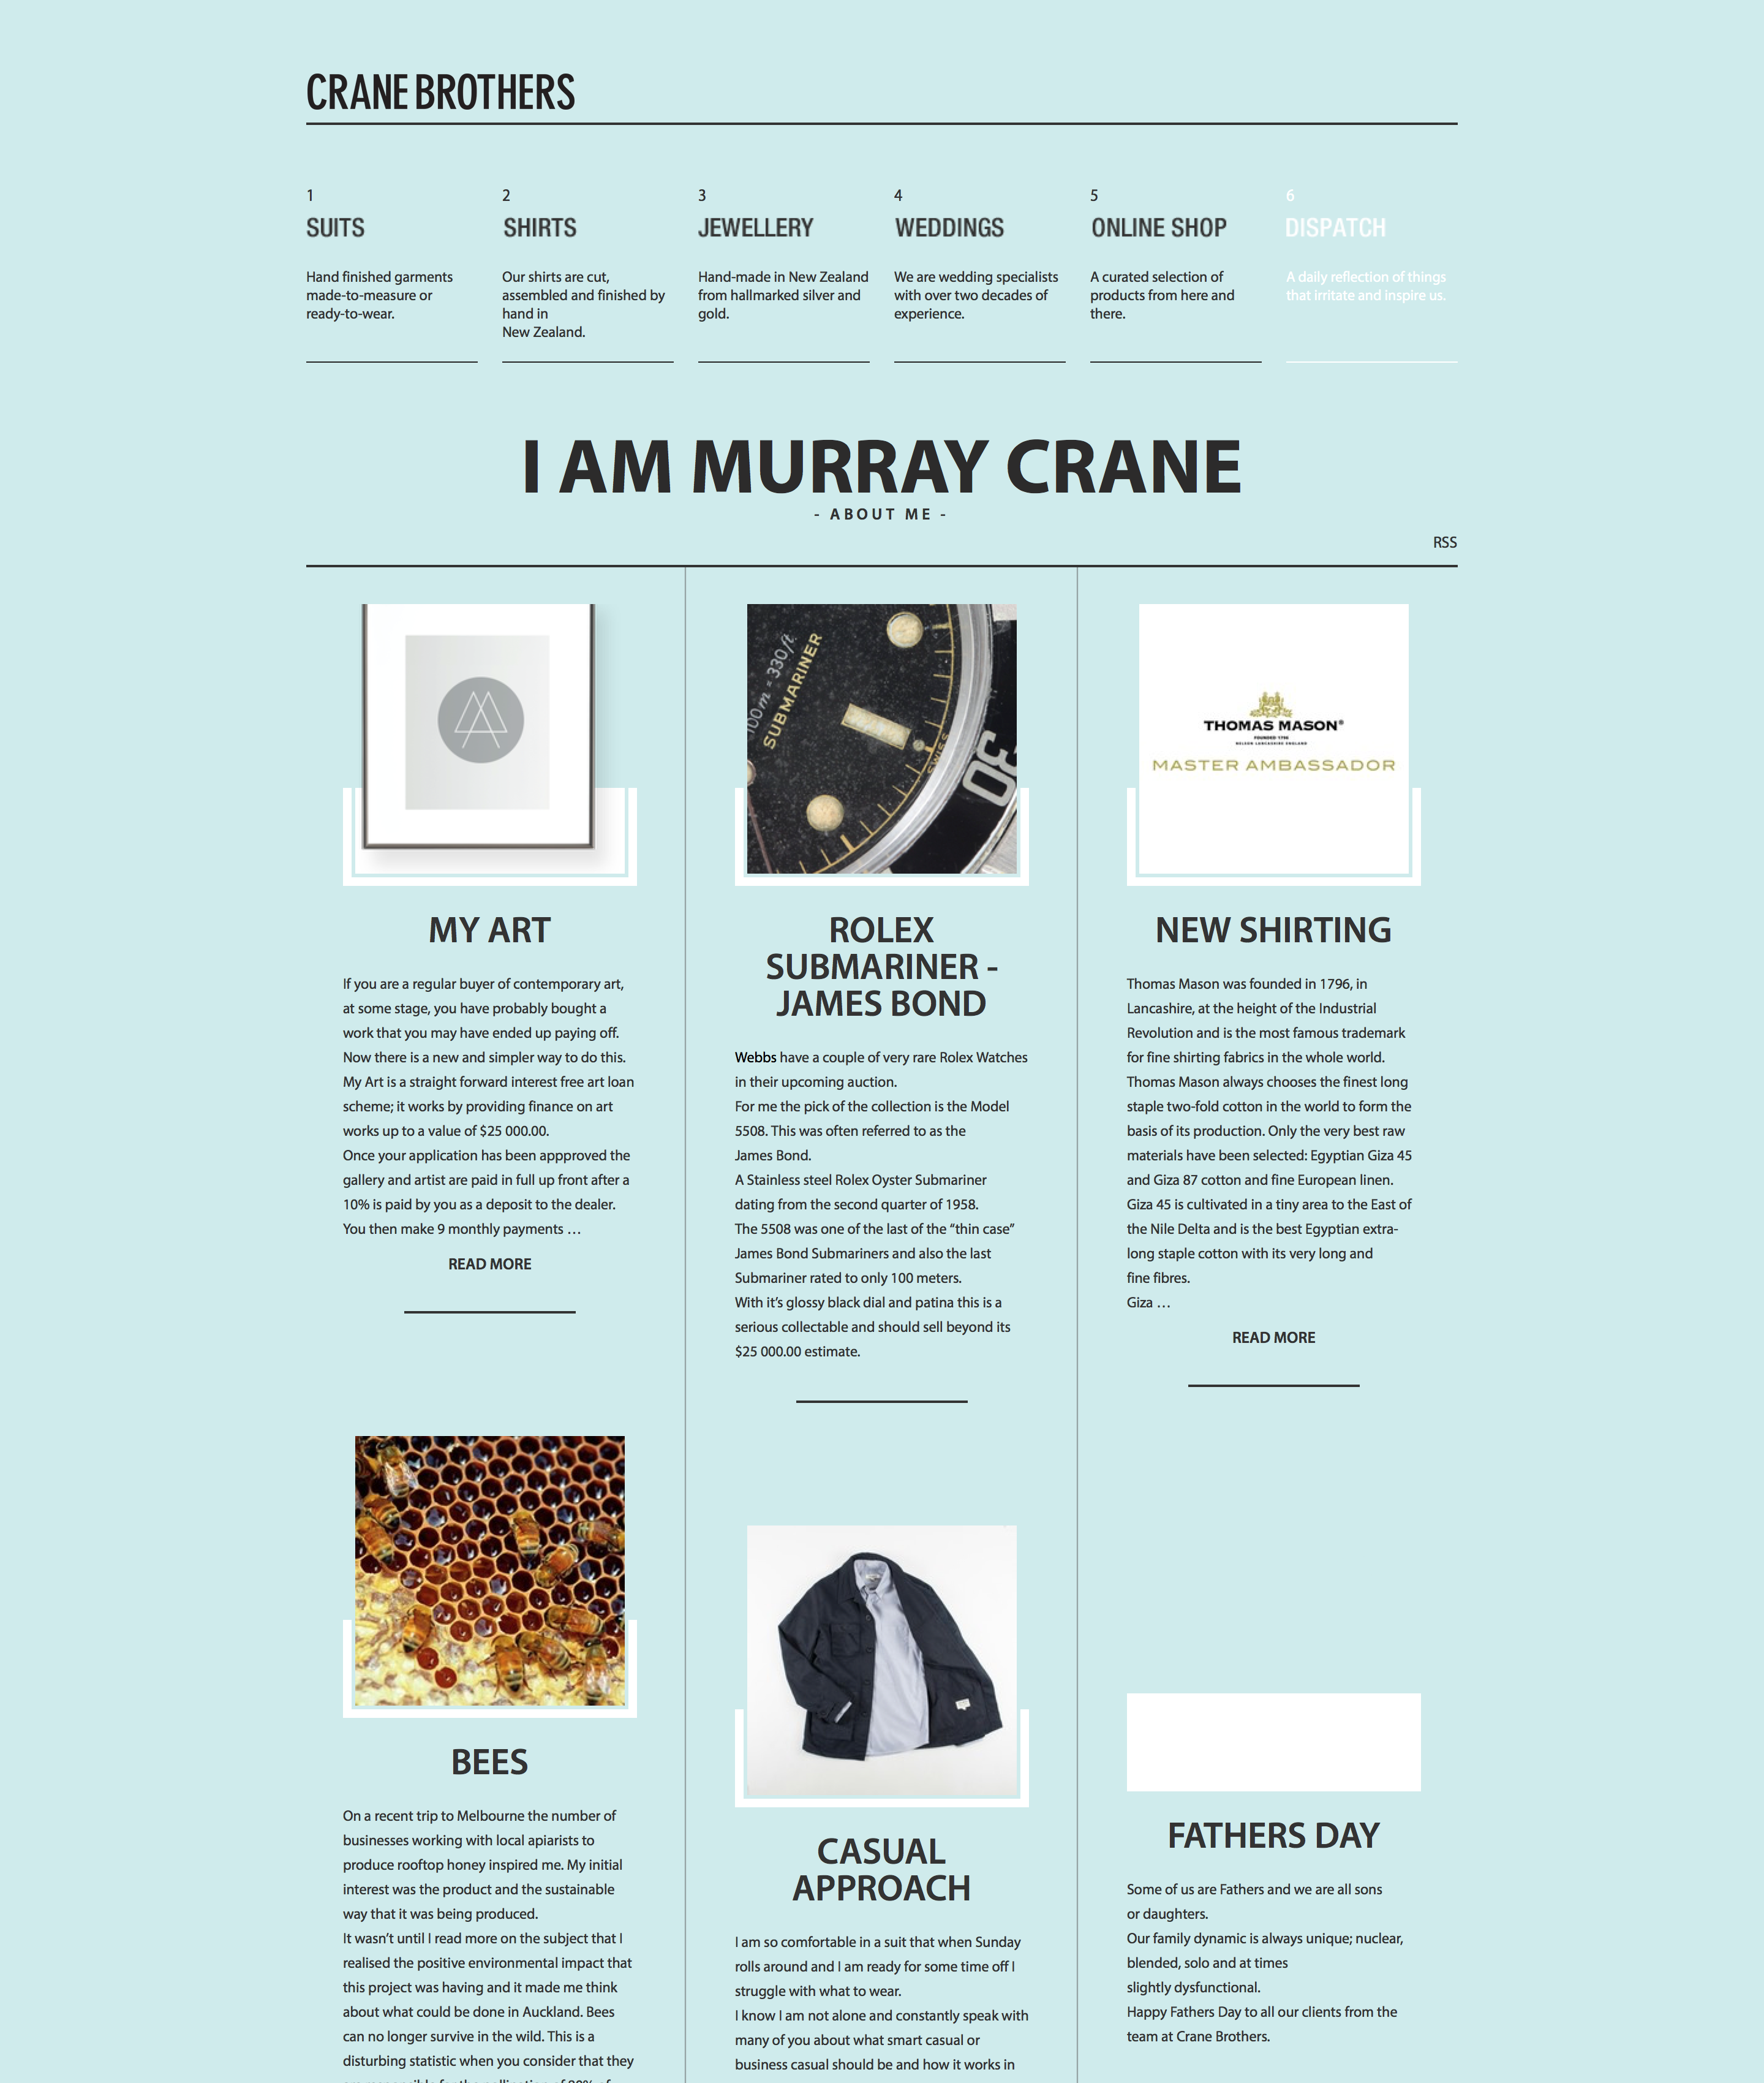 CRANE BROTHERS
1
SUITS
Hand finished garments
made-to-measure or
ready-to-wear.
2
SHIRTS
Our shirts are cut,
assembled and finished by
hand in
New Zealand.
3
JEWELLERY
Hand-made in New Zealand
from hallmarked silver and
gold.
4
WEDDINGS
We are wedding specialists
with over two decades of
experience.
5
ONLINE SHOP
A curated selection of
products from here and
there.
6
DISPATCH
A daily reflection of things
that irritate and inspire us.
I AM MURRAY CRANE
- ABOUT ME -
RSS
MY ART
If you are a regular buyer of contemporary art,
at some stage, you have probably bought a
work that you may have ended up paying off.
Now there is a new and simpler way to do this.
My Art is a straight forward interest free art loan
scheme; it works by providing finance on art
works up to a value of $25 000.00.
Once your application has been appproved the
gallery and artist are paid in full up front after a
10% is paid by you as a deposit to the dealer.
You then make 9 monthly payments …
READ MORE
BEES
On a recent trip to Melbourne the number of
businesses working with local apiarists to
produce rooftop honey inspired me. My initial
interest was the product and the sustainable
way that it was being produced.
It wasn't until I read more on the subject that I
realised the positive environmental impact that
this project was having and it made me think
about what could be done in Auckland. Bees
can no longer survive in the wild. This is a
disturbing statistic when you consider that they
100m = 330ft
SUBMARINER
SWISS
30
ROLEX
SUBMARINER -
JAMES BOND
Webbs have a couple of very rare Rolex Watches
in their upcoming auction.
For me the pick of the collection is the Model
5508. This was often referred to as the
James Bond.
A Stainless steel Rolex Oyster Submariner
dating from the second quarter of 1958.
The 5508 was one of the last of the “thin case”
James Bond Submariners and also the last
Submariner rated to only 100 meters.
With it’s glossy black dial and patina this is a
serious collectable and should sell beyond its
$25 000.00 estimate.
CASUAL
APPROACH
I am so comfortable in a suit that when Sunday
rolls around and I am ready for some time off I
struggle with what to wear.
I know I am not alone and constantly speak with
many of you about what smart casual or
business casual should be and how it works in
THOMAS MASON®
FOUNDED 1796
NELSON LANCASHIRE ENGLAND
MASTER AMBASSADOR
NEW SHIRTING
Thomas Mason was founded in 1796, in
Lancashire, at the height of the Industrial
Revolution and is the most famous trademark
for fine shirting fabrics in the whole world.
Thomas Mason always chooses the finest long
staple two-fold cotton in the world to form the
basis of its production. Only the very best raw
materials have been selected: Egyptian Giza 45
and Giza 87 cotton and fine European linen.
Giza 45 is cultivated in a tiny area to the East of
the Nile Delta and is the best Egyptian extra-
long staple cotton with its very long and
fine fibres.
Giza …
READ MORE
FATHERS DAY
Some of us are Fathers and we are all sons
or daughters.
Our family dynamic is always unique; nuclear,
blended, solo and at times
slightly dysfunctional.
Happy Fathers Day to all our clients from the
team at Crane Brothers.